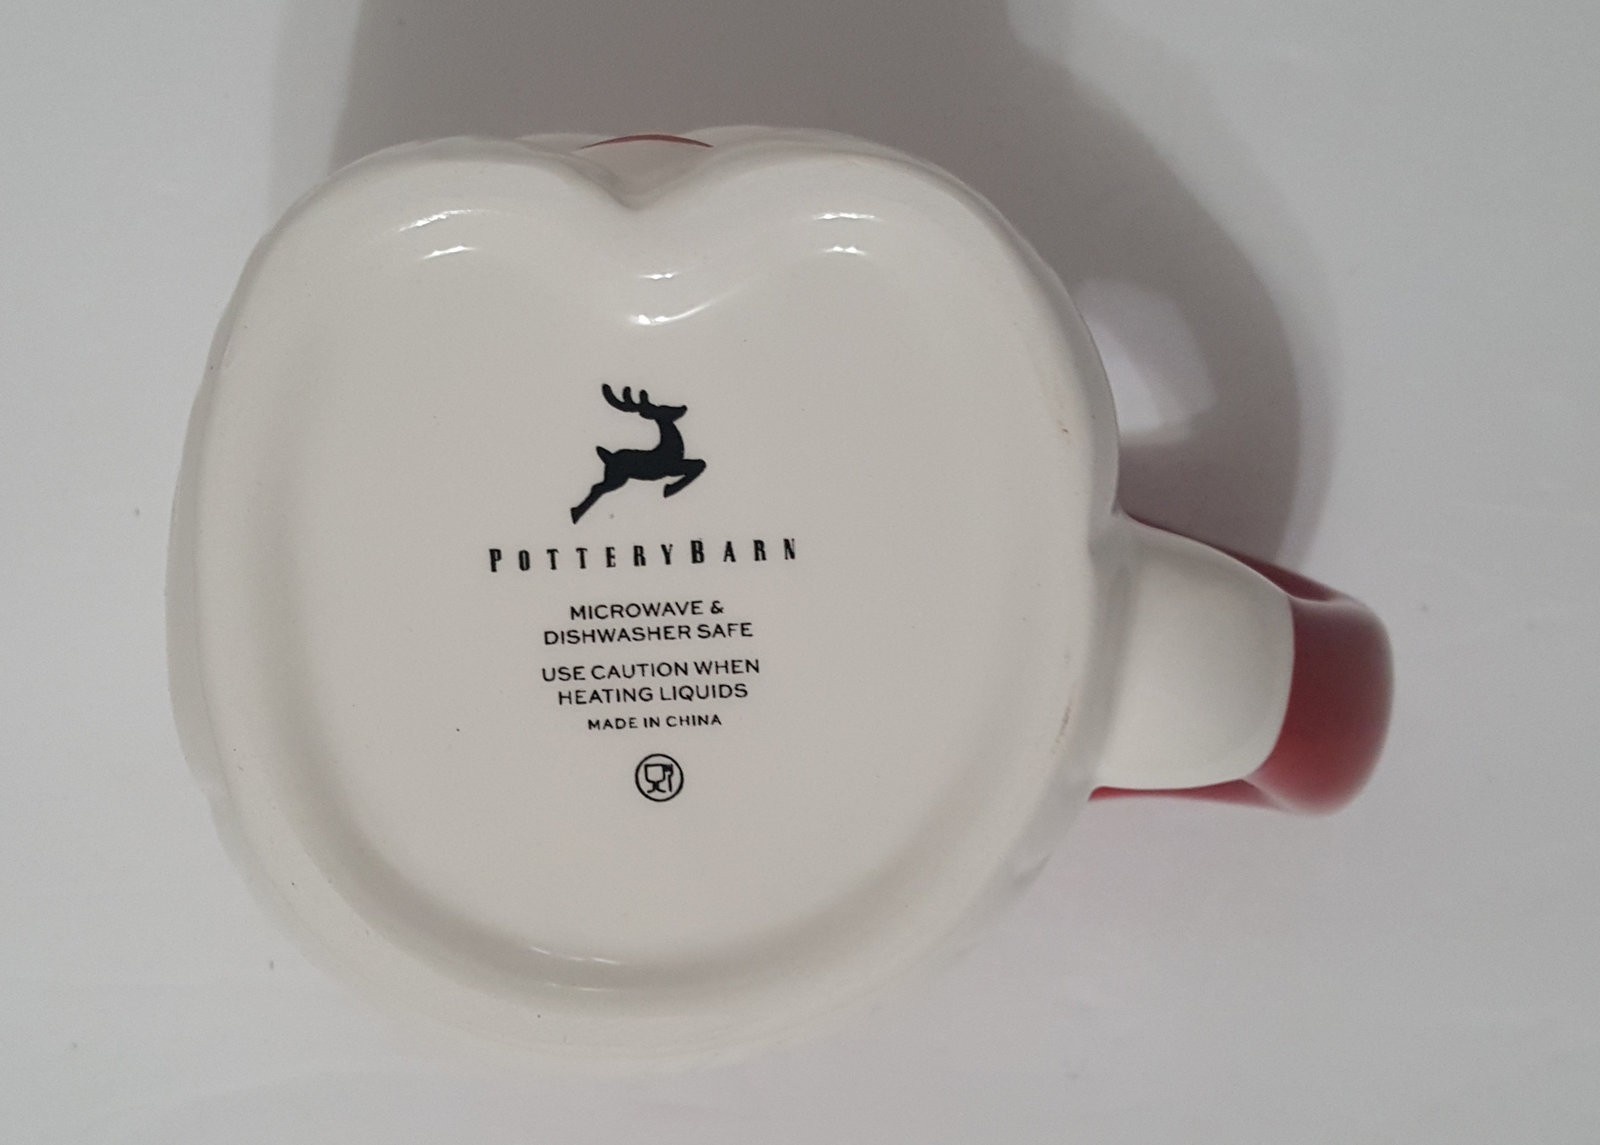 POTTERYBARN
MICROWAVE &
DISHWASHER SAFE
USE CAUTION WHEN
HEATING LIQUIDS
MADE IN CHINA